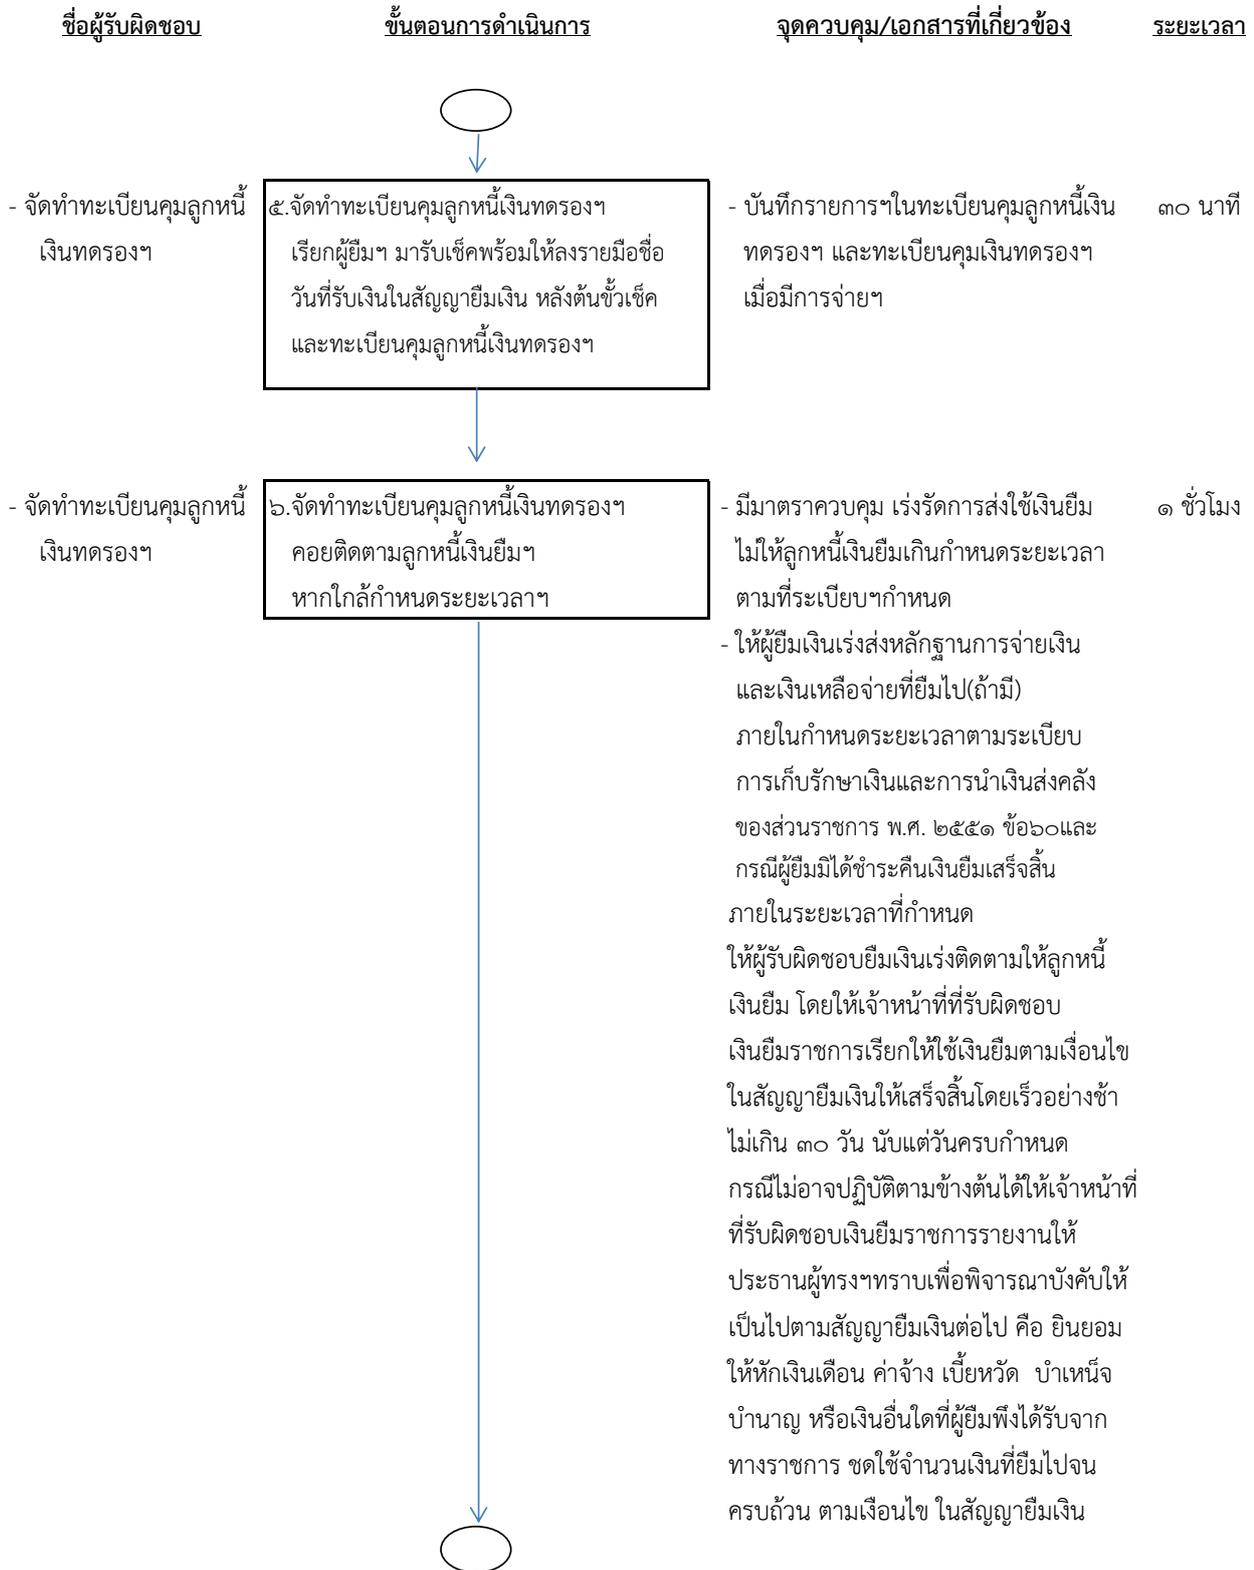 ชื่อผู้รับผิดชอบ ขั้นตอนการดำเนินการ จุดควบคุม/เอกสารที่เกี่ยวข้อง ระยะเวลา
- จัดทำทะเบียนคุมลูกหนี้
เงินทดรองฯ
๕.จัดทำทะเบียนคุมลูกหนี้เงินทดรองฯ
เรียกผู้ยืมฯ มารับเช็คพร้อมให้ลงรายมือชื่อ
วันที่รับเงินในสัญญายืมเงิน หลังต้นขั้วเช็ค
และทะเบียนคุมลูกหนี้เงินทดรองฯ
- บันทึกรายการฯในทะเบียนคุมลูกหนี้เงิน
ทดรองฯ และทะเบียนคุมเงินทดรองฯ
เมื่อมีการจ่ายฯ
๓๐ นาที
- จัดทำทะเบียนคุมลูกหนี้
เงินทดรองฯ
๖.จัดทำทะเบียนคุมลูกหนี้เงินทดรองฯ
คอยติดตามลูกหนี้เงินยืมฯ
หากใกล้กำหนดระยะเวลาฯ
- มีมาตราควบคุม เร่งรัดการส่งใช้เงินยืม
ไม่ให้ลูกหนี้เงินยืมเกินกำหนดระยะเวลา
ตามที่ระเบียบฯกำหนด
- ให้ผู้ยืมเงินเร่งส่งหลักฐานการจ่ายเงิน
และเงินเหลือจ่ายที่ยืมไป(ถ้ามี)
ภายในกำหนดระยะเวลาตามระเบียบ
การเก็บรักษาเงินและการนำเงินส่งคลัง
ของส่วนราชการ พ.ศ. ๒๕๕๑ ข้อ๖๐และ
กรณีผู้ยืมมิได้ชำระคืนเงินยืมเสร็จสิ้น
ภายในระยะเวลาที่กำหนด
ให้ผู้รับผิดชอบยืมเงินเร่งติดตามให้ลูกหนี้
เงินยืม โดยให้เจ้าหน้าที่ที่รับผิดชอบ
เงินยืมราชการเรียกให้ใช้เงินยืมตามเงื่อนไข
ในสัญญายืมเงินให้เสร็จสิ้นโดยเร็วอย่างช้า
ไม่เกิน ๓๐ วัน นับแต่วันครบกำหนด
กรณีไม่อาจปฏิบัติตามข้างต้นได้ให้เจ้าหน้าที่
ที่รับผิดชอบเงินยืมราชการรายงานให้
ประธานผู้ทรงฯทราบเพื่อพิจารณาบังคับให้
เป็นไปตามสัญญายืมเงินต่อไป คือ ยินยอม
ให้หักเงินเดือน ค่าจ้าง เบี้ยหวัด บำเหน็จ
บำนาญ หรือเงินอื่นใดที่ผู้ยืมพึงได้รับจาก
ทางราชการ ชดใช้จำนวนเงินที่ยืมไปจน
ครบถ้วน ตามเงือนไข ในสัญญายืมเงิน
๑ ชั่วโมง